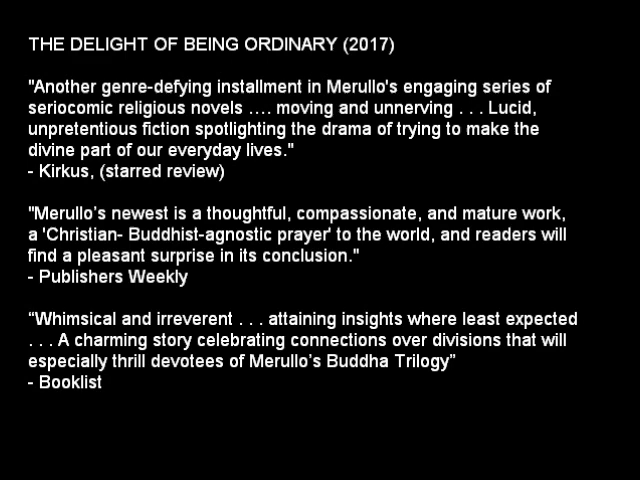 THE DELIGHT OF BEING ORDINARY (2017)
"Another genre-defying installment in Merullo's engaging series of
seriocomic religious novels .... moving and unnerving . . . Lucid,
unpretentious fiction spotlighting the drama of trying to make the
divine part of our everyday lives."
- Kirkus, (starred review)
"Merullo’s newest is a thoughtful, compassionate, and mature work,
a 'Christian- Buddhist-agnostic prayer' to the world, and readers will
find a pleasant surprise in its conclusion."
- Publishers Weekly
“Whimsical and irreverent . . . attaining insights where least expected
. . . A charming story celebrating connections over divisions that will
especially thrill devotees of Merullo’s Buddha Trilogy”
- Booklist